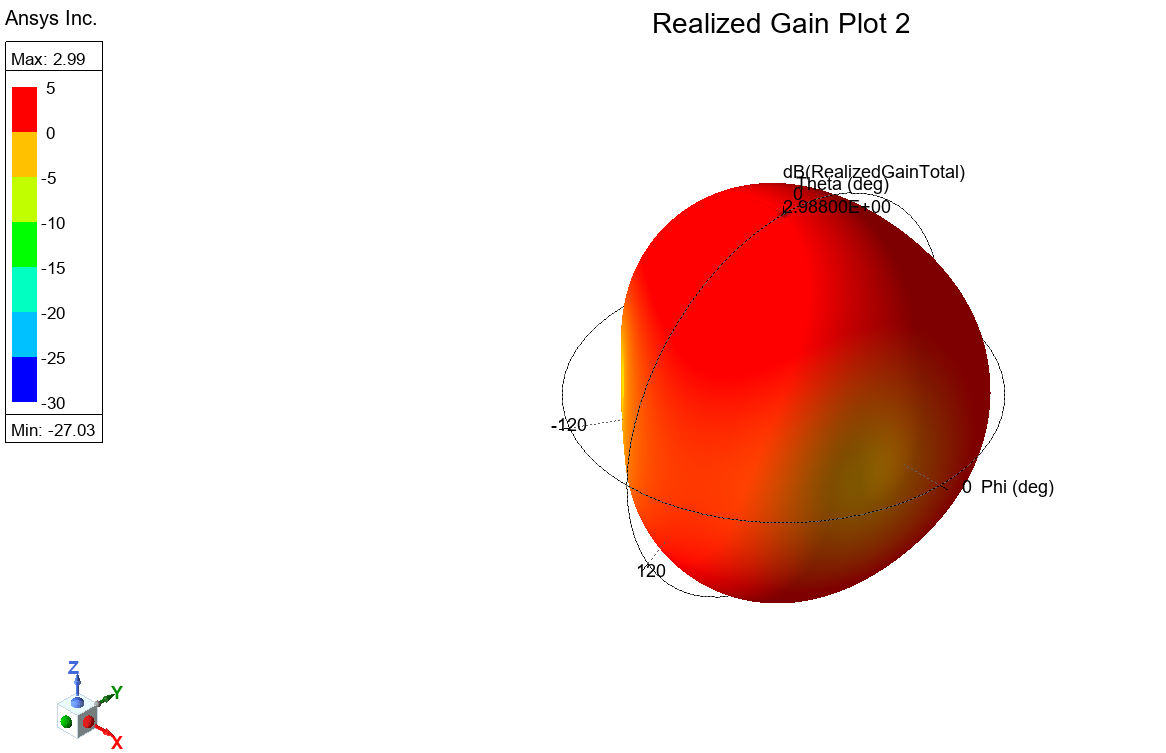 Ansys Inc.
Realized Gain Plot 2
Max: 2.99
5
0
-5
-10
-15
-20
-25
-30
Min: -27.03
dB(RealizedGainTotal)
Theta (deg)
0
2.98800E+00
-120
0 Phi (deg)
120
Z
Y
X